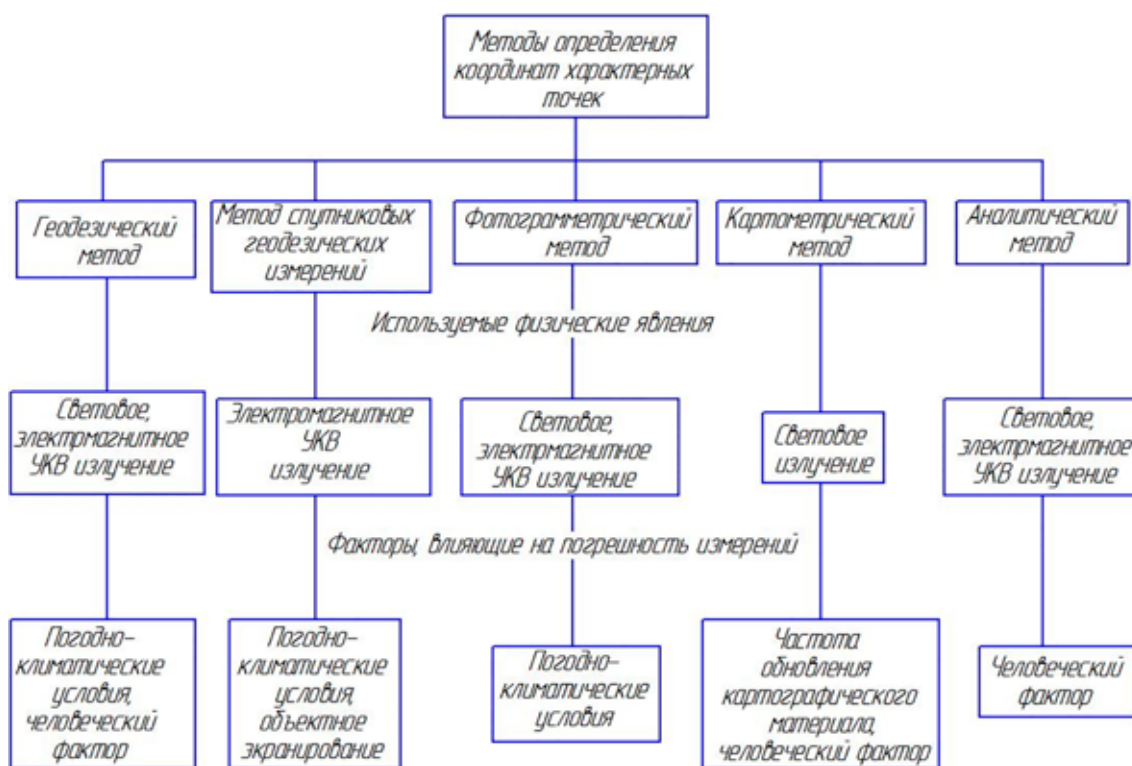 Методы определения
координат характерных
точек
Геодезический
метод
Метод спутниковых
геодезических
измерений
Фотограмметрический
метод
Картометрический
метод
Аналитический
метод
Используемые физические явления
Световое,
электрмагнитное
УКВ излучение
Электромагнитное
УКВ
излучение
Световое,
электмагнитное
УКВ излучение
Световое
излучение
Световое,
электмагнитное
УКВ излучение
Факторы, влияющие на погрешность измерений
Погодно-
климатические
условия,
человеческий
фактор
Погодно-
климатические
условия,
объектное
экранирование
Погодно-
климатические
условия
Частота
обновления
картографического
материала,
человеческий фактор
Человеческий
фактор